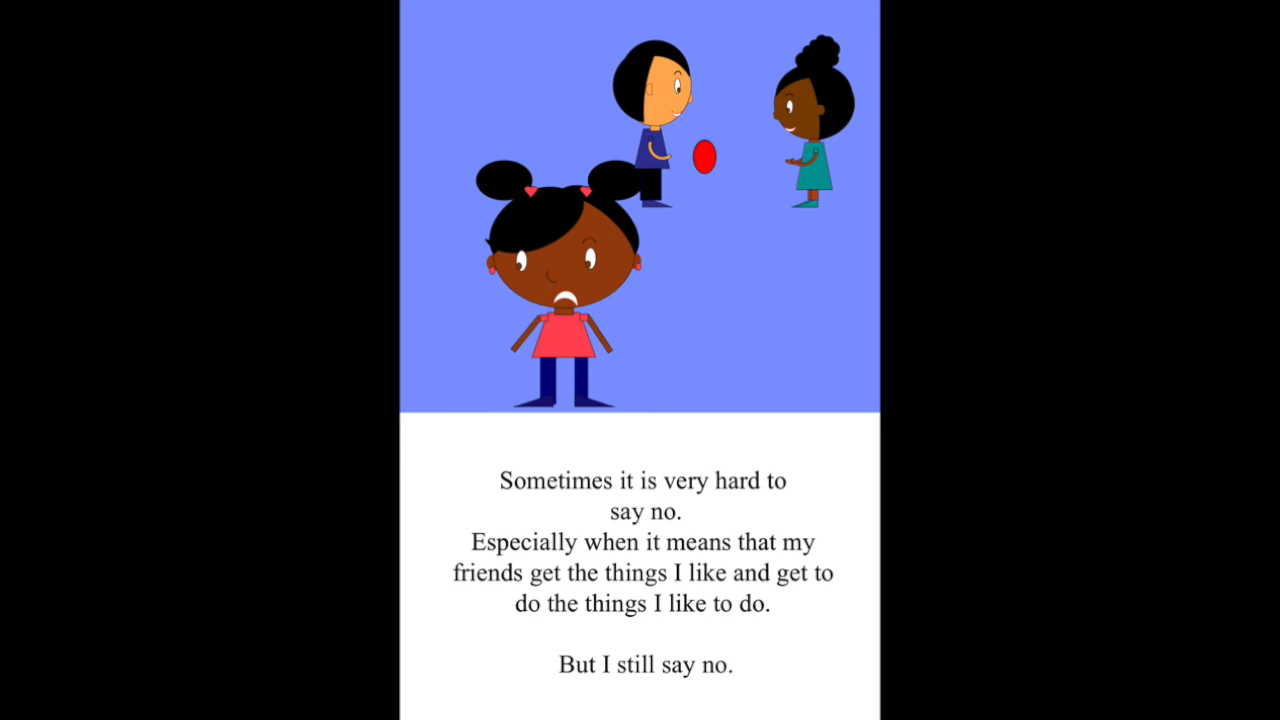 Sometimes it is very hard to
say no.
Especially when it means that my
friends get the things I like and get to
do the things I like to do.
But I still say no.